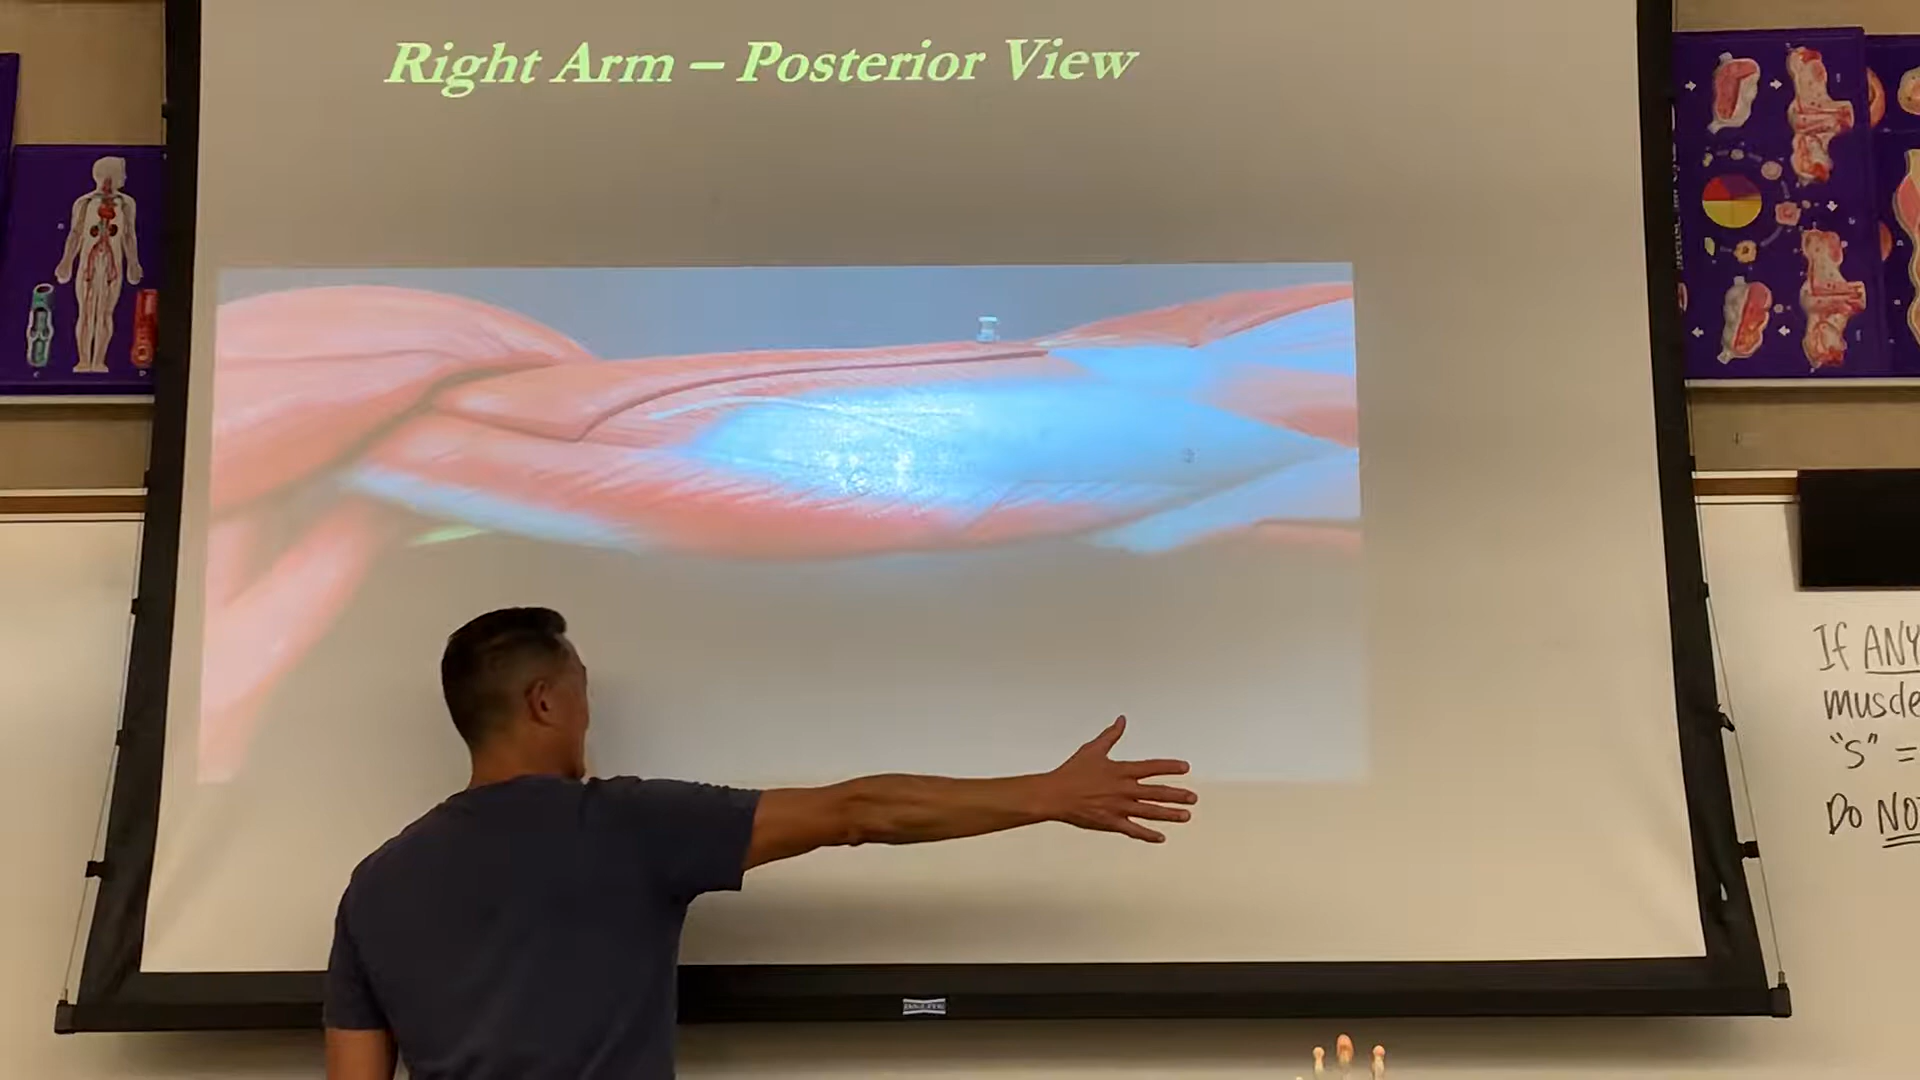 Right Arm – Posterior View
If ANY
muscle
"S" =
Do NO